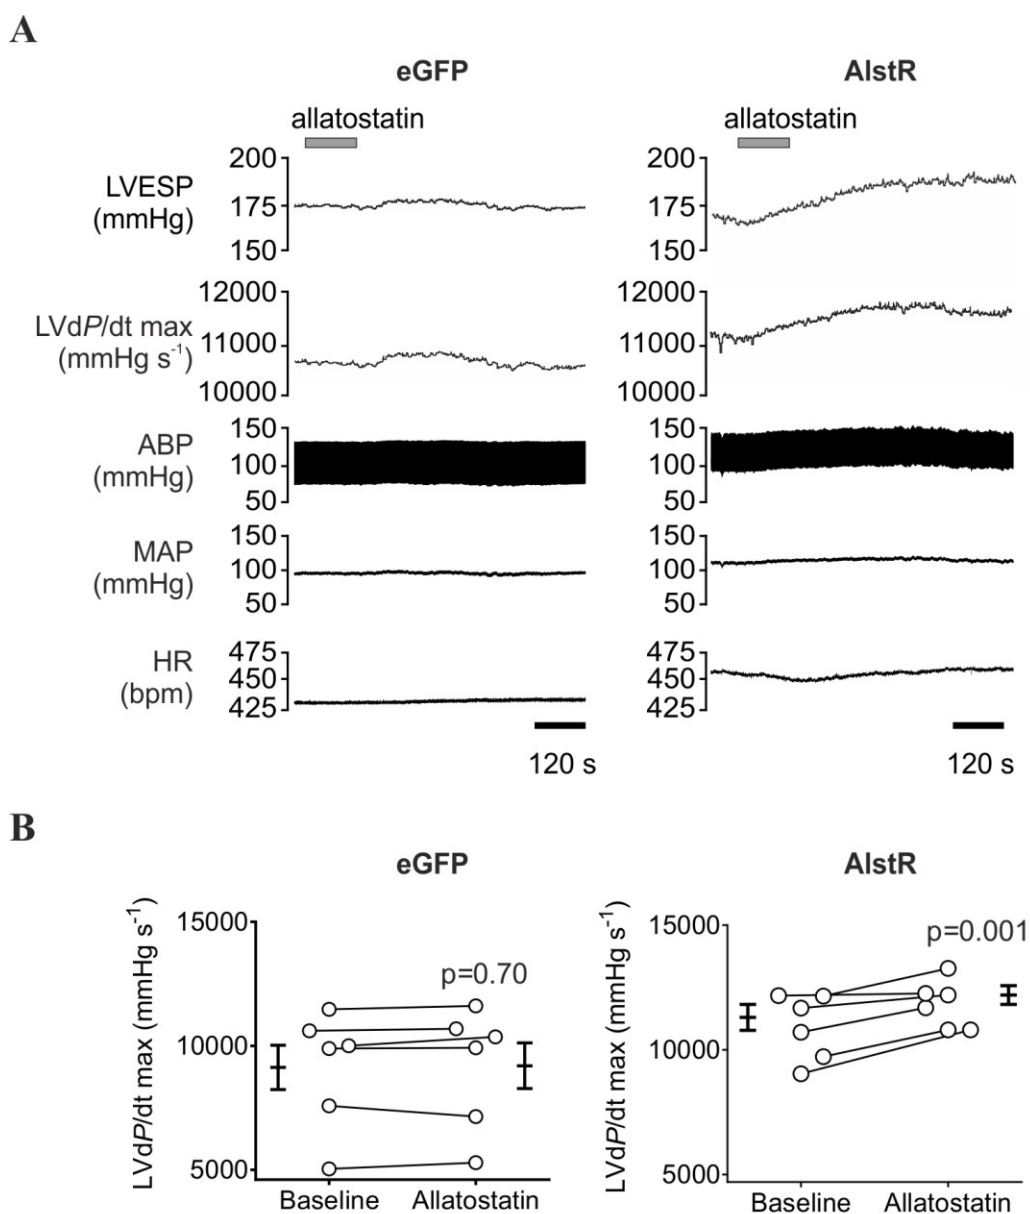 A
eGFP
AlstR
allatostatin
allatostatin
LVESP
(mmHg)
200
175
150
200
175
150
LVdP/dt max
(mmHg s⁻¹)
12000
11000
10000
12000
11000
10000
ABP
(mmHg)
150
100
50
150
100
50
MAP
(mmHg)
150
100
50
150
100
50
HR
(bpm)
475
450
425
475
450
425
120 s
120 s
B
eGFP
AlstR
LVdP/dt max (mmHg s⁻¹)
15000
10000
5000
p=0.70
Baseline
Allatostatin
LVdP/dt max (mmHg s⁻¹)
15000
10000
5000
p=0.001
Baseline
Allatostatin